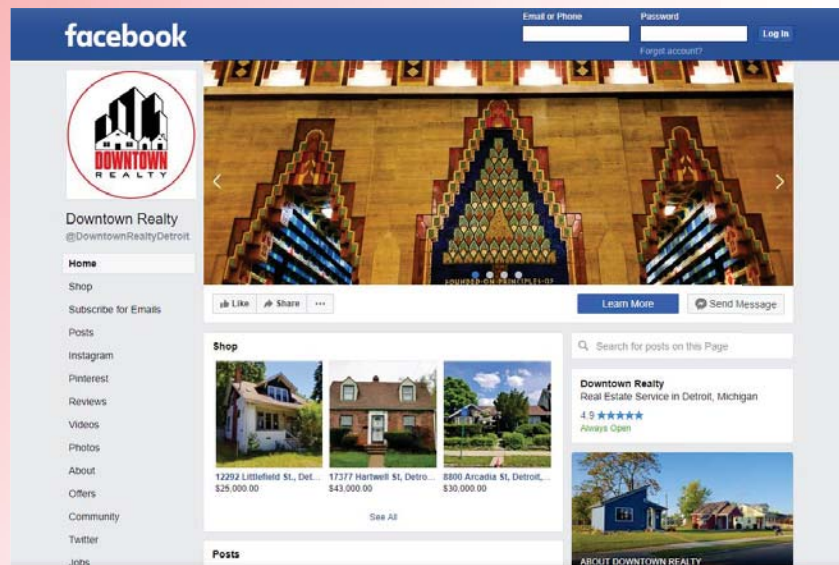 facebook
Email or Phone
Password
Log In
Forgot account?
DOWNTOWN
REALTY
Downtown Realty
@DowntownRealtyDetroit
Home
Shop
Subscribe for Emails
Posts
Instagram
Pinterest
Reviews
Videos
Photos
About
Offers
Community
Twitter
Jobs
FOUNDED·ON·PRINCIPLES·OF
Like
Share
Learn More
Send Message
Shop
12292 Littlefield St., Det...
$25,000.00
17377 Hartwell St, Detro...
$43,000.00
8800 Arcadia St, Detroit,...
$30,000.00
See All
Posts
Search for posts on this Page
Downtown Realty
Real Estate Service in Detroit, Michigan
4.9 ★★★★★
Always Open
ABOUT DOWNTOWN REALTY